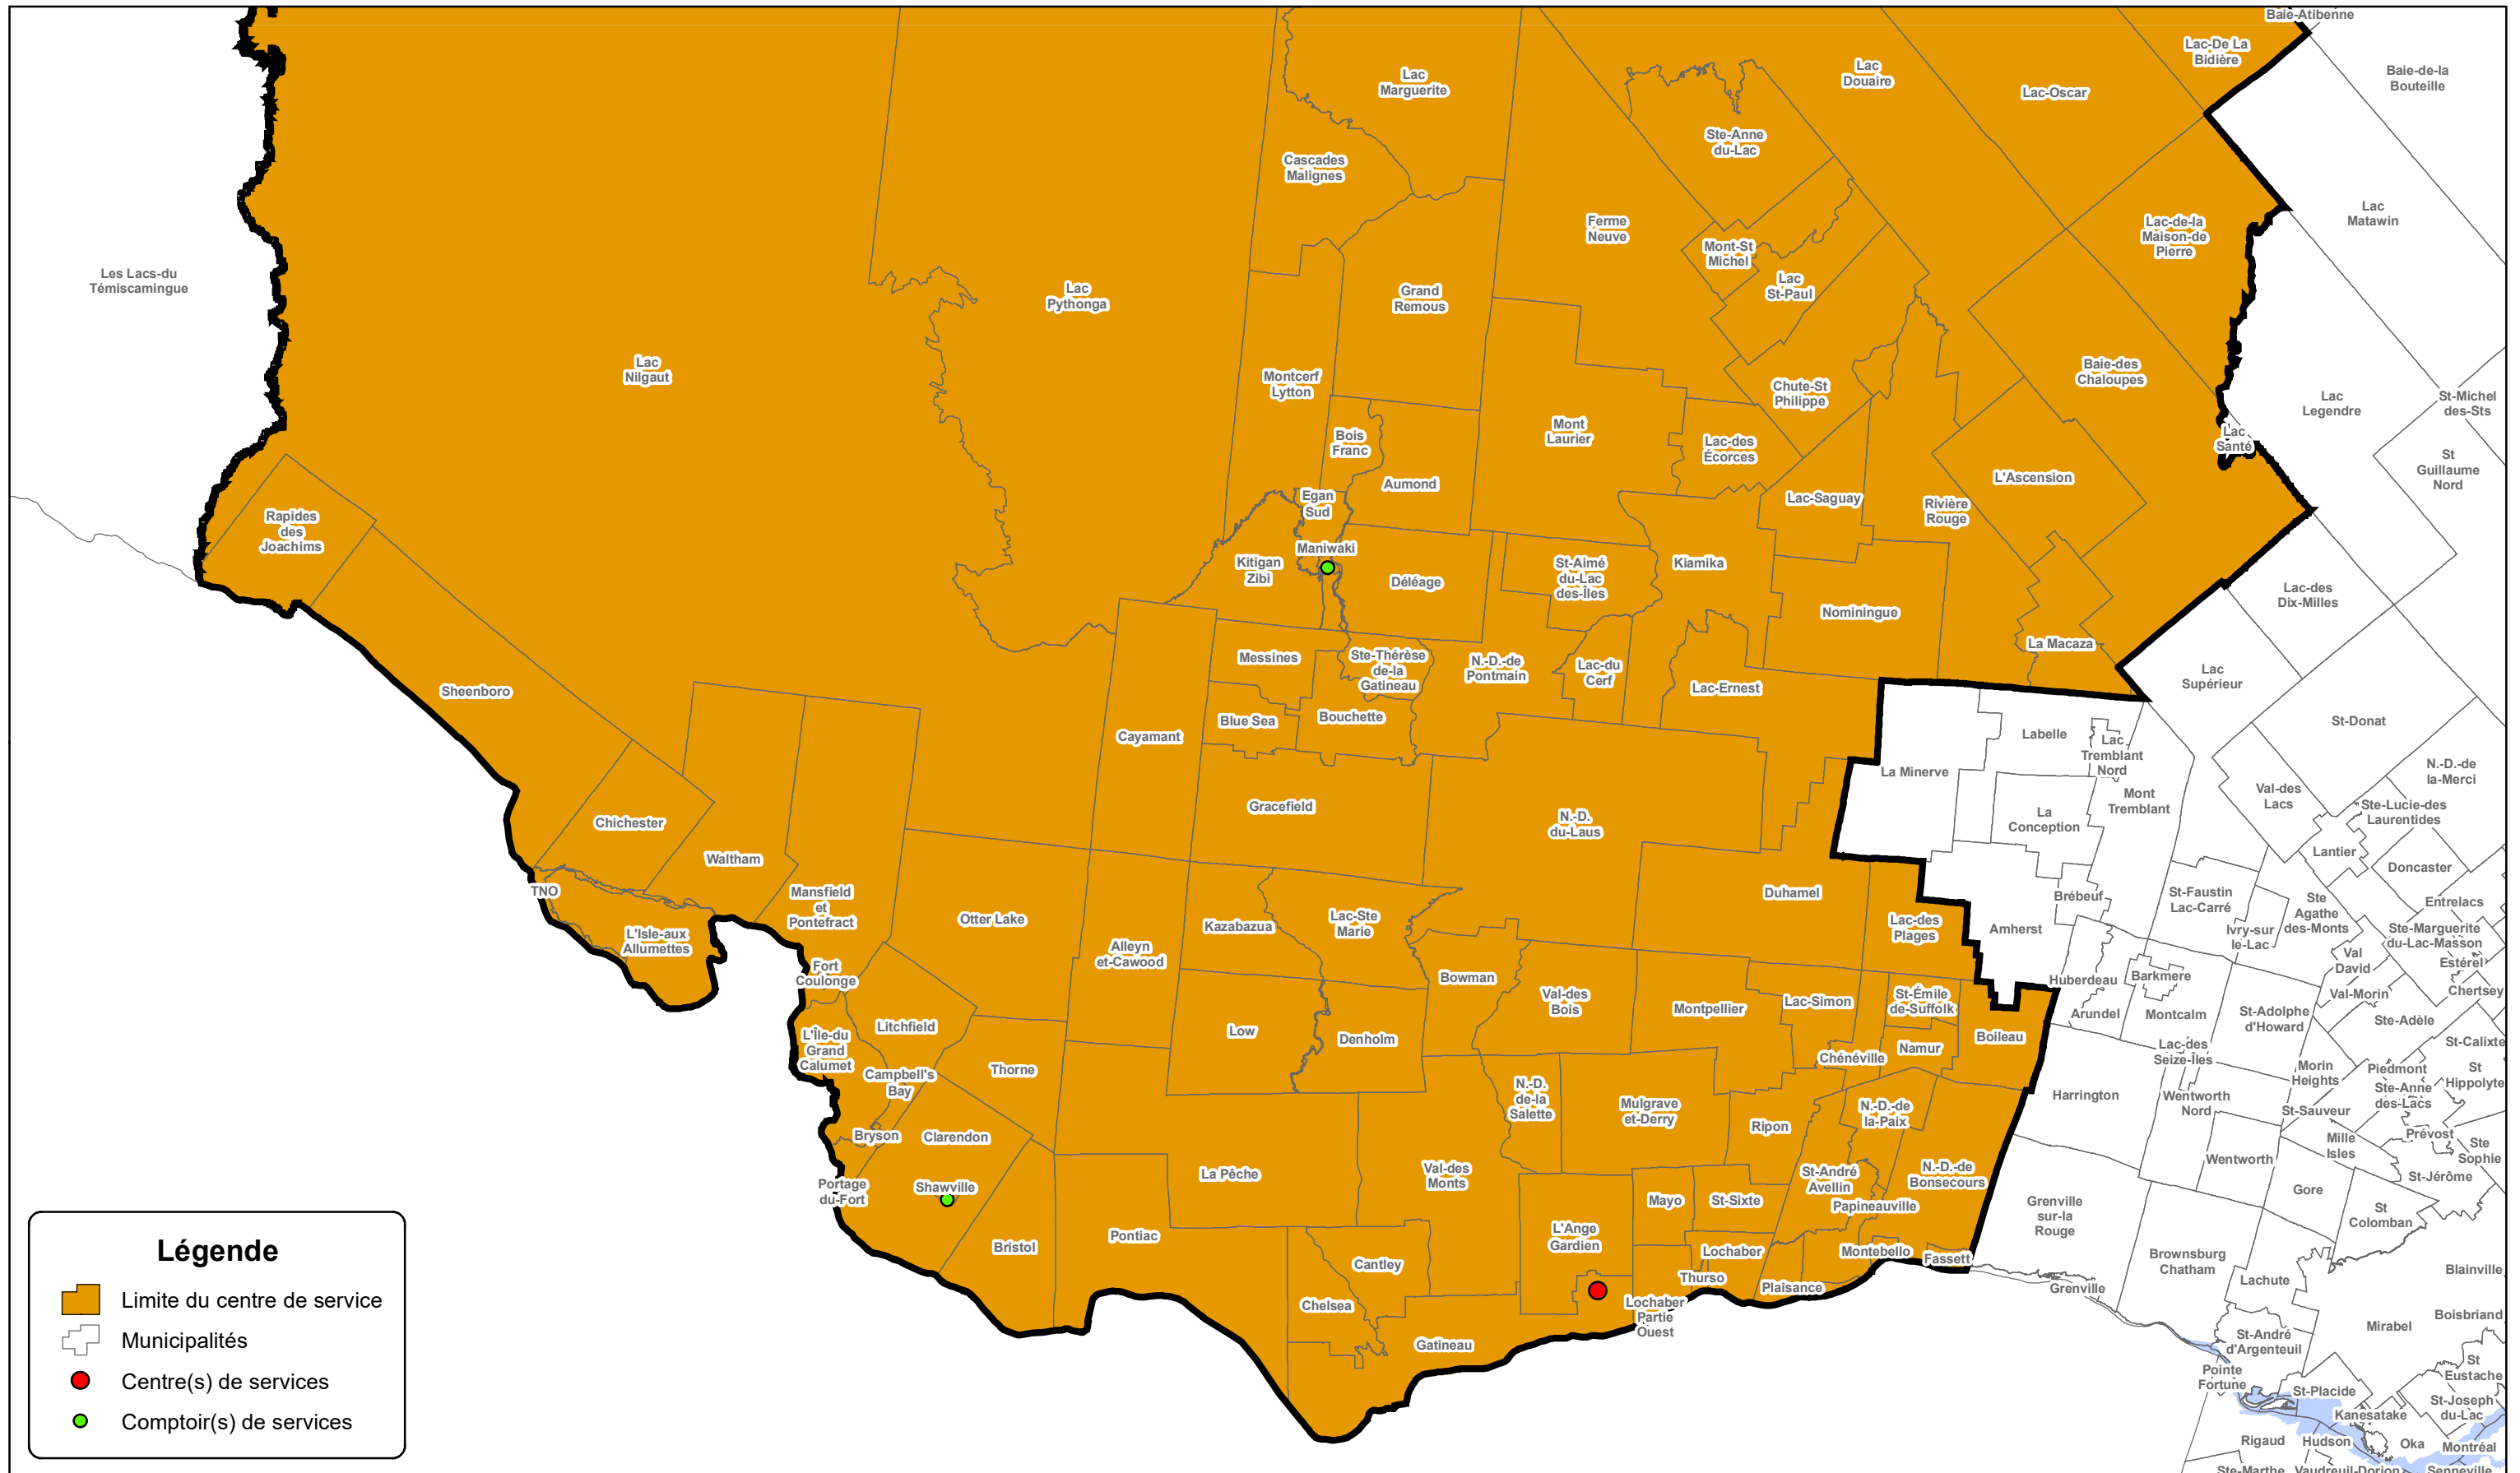 Baie-Atibenne
Lac-De La
Bidière
Baie-de-la
Bouteille
Lac
Marguerite
Lac
Douaire
Lac-Oscar
Ste-Anne
du-Lac
Cascades
Malignes
Lac
Matawin
Ferme
Neuve
Lac-de-la
Maison-de
Pierre
Mont-St
Michel
Les Lacs-du
Témiscamingue
Lac
Pythonga
Grand
Remous
Lac
St-Paul
Lac
Nilgaut
Montcerf
Lytton
Baie-des
Chaloupes
Chute-St
Philippe
Lac
Legendre
St-Michel
des-Sts
Bois
Franc
Mont
Laurier
Lac-des
Écorces
Lac
Santé
St
Guillaume
Nord
Aumond
L'Ascension
Egan
Sud
Lac-Saguay
Rivière
Rouge
Rapides
des
Joachims
Maniwaki
Kitigan
Zibi
Déléage
St-Aimé
du-Lac
des-Îles
Kiamika
Lac-des
Dix-Milles
Nominingue
La Macaza
Messines
Ste-Thérèse
de-la
Gatineau
N.-D.-de
Pontmain
Lac-du
Cerf
Lac-Ernest
Lac
Supérieur
Sheenboro
Blue Sea
Bouchette
Cayamant
St-Donat
Labelle
Lac
Tremblant
Nord
La Minerve
N.-D.-de
la-Merci
Val-des
Lacs
Mont
Tremblant
Gracefield
Chichester
N.-D.
du-Laus
La
Conception
Ste-Lucie-des
Laurentides
Waltham
Lantier
Doncaster
TNO
Mansfield
et
Pontefract
Otter Lake
Duhamel
Brébeuf
St-Faustin
Lac-Carré
Ste
Agathe
des-Monts
Entrelacs
L'Isle-aux
Allumettes
Kazabazua
Lac-Ste
Marie
Lac-des
Plages
Amherst
Ivry-sur
le-Lac
Ste-Marguerite
du-Lac-Masson
Alleyn
et-Cawood
Val
David
Estérel
Fort
Coulonge
Bowman
Huberdeau
Barkmere
Val-Morin
Chertsey
Val-des
Bois
Montpellier
Lac-Simon
St-Émile
de-Suffolk
Arundel
Montcalm
St-Adolphe
d'Howard
Ste-Adèle
Litchfield
Low
Denholm
Boileau
L'Île-du
Grand
Calumet
Chénéville
Namur
Lac-des
Seize-Îles
St-Calixte
Thorne
Campbell's
Bay
Morin
Heights
Piedmont
St
Hippolyte
N.-D.
de-la
Salette
Mulgrave
et-Derry
N.-D.-de
la-Paix
Harrington
Wentworth
Nord
Ste-Anne
des-Lacs
St-Sauveur
Bryson
Clarendon
Ripon
Mille
Isles
Prévost
Ste
Sophie
La Pêche
Val-des
Monts
St-André
Avellin
N.-D.-de
Bonsecours
Wentworth
St-Jérôme
Portage
du-Fort
Shawville
Mayo
St-Sixte
Papineauville
Gore
Grenville
sur-la
Rouge
St
Colomban
Bristol
Pontiac
L'Ange
Gardien
Lochaber
Montebello
Fassett
Cantley
Thurso
Plaisance
Grenville
Brownsburg
Chatham
Lachute
Blainville
Chelsea
Lochaber
Partie
Ouest
Gatineau
Mirabel
Boisbriand
St-André
d'Argenteuil
Pointe
Fortune
St
Eustache
St-Placide
St-Joseph
du-Lac
Kanesatake
Rigaud
Hudson
Oka
Montréal
Ste-Marthe
Vaudreuil-Dorion
Senneville
Légende
Limite du centre de service
Municipalités
Centre(s) de services
Comptoir(s) de services